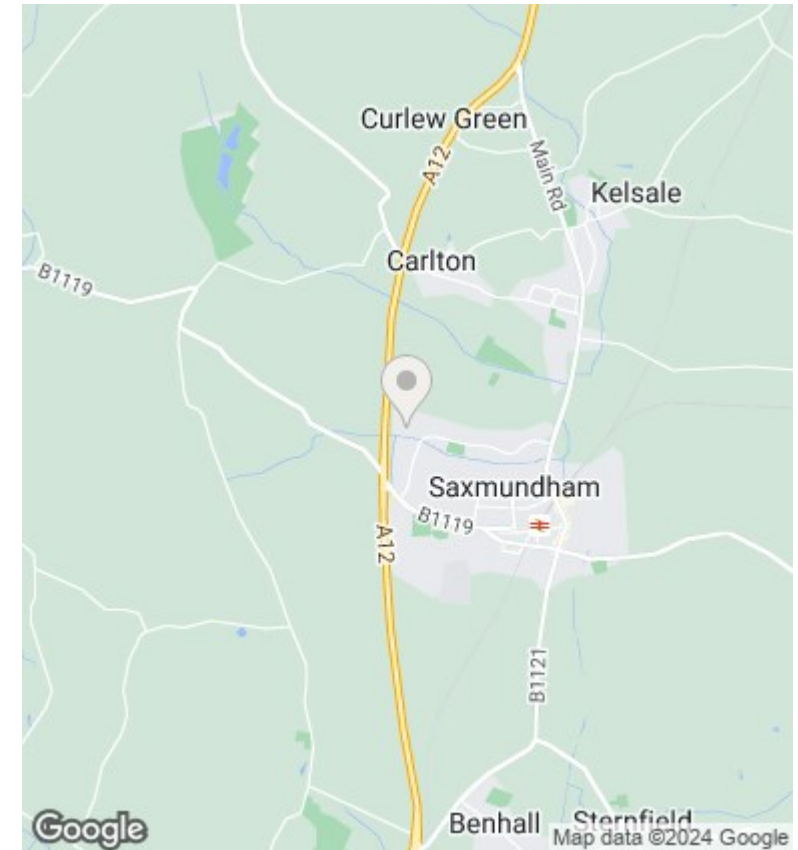 Curlew Green
A12
Main Rd
Kelsale
Carlton
B1119
Saxmundham
B1119
A12
B1121
Benhall
Sternfield
Google
Map data ©2024 Google